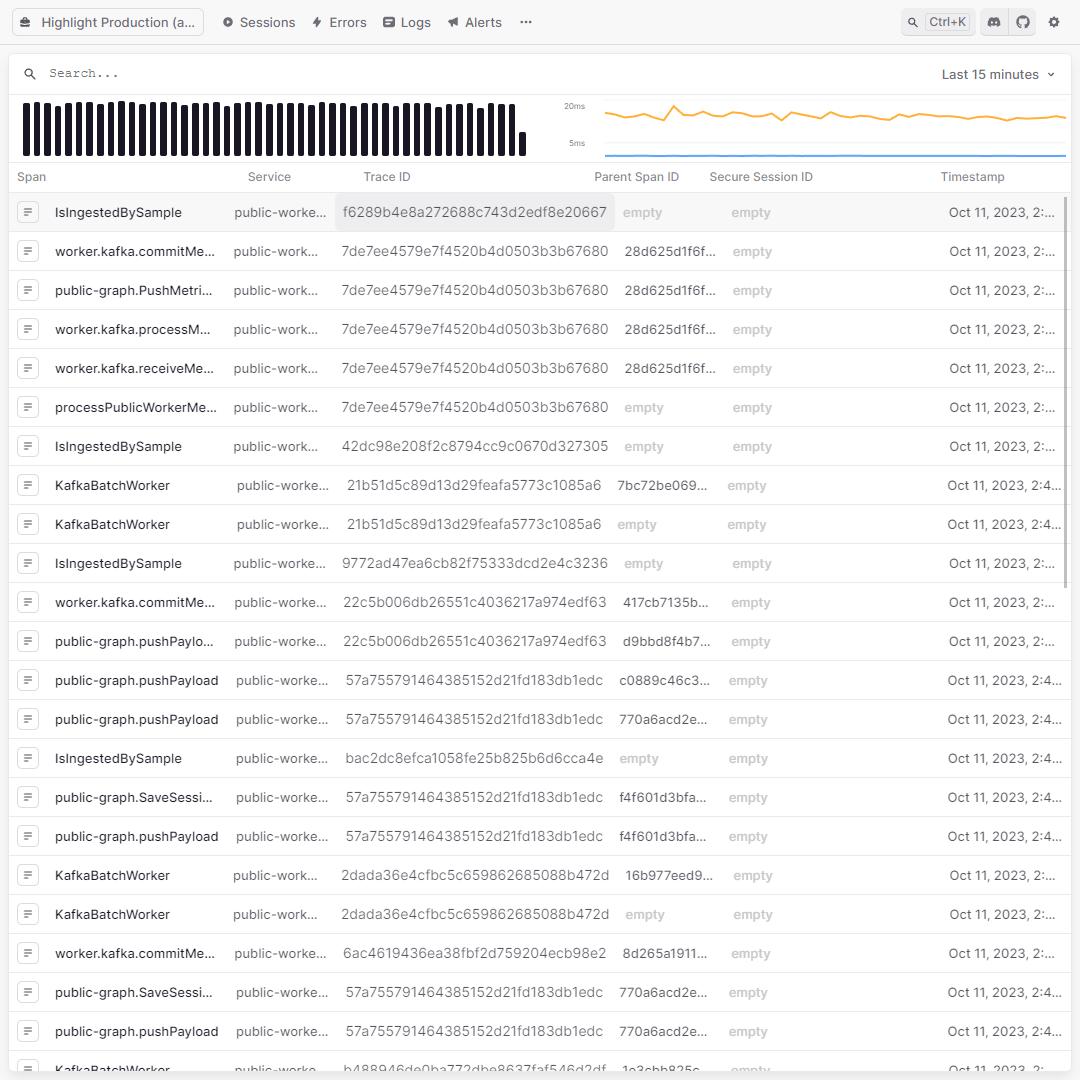 Highlight Production (a... Sessions Errors Logs Alerts ... Ctrl+K
Search... Last 15 minutes
20ms
5ms
Span Service Trace ID Parent Span ID Secure Session ID Timestamp
IsIngestedBySample public-worke... f6289b4e8a272688c743d2edf8e20667 empty empty Oct 11, 2023, 2:...
worker.kafka.commitMe... public-work... 7de7ee4579e7f4520b4d0503b3b67680 28d625d1f6f... empty Oct 11, 2023, 2:...
public-graph.PushMetri... public-work... 7de7ee4579e7f4520b4d0503b3b67680 28d625d1f6f... empty Oct 11, 2023, 2:...
worker.kafka.processM... public-work... 7de7ee4579e7f4520b4d0503b3b67680 28d625d1f6f... empty Oct 11, 2023, 2:...
worker.kafka.receiveMe... public-work... 7de7ee4579e7f4520b4d0503b3b67680 28d625d1f6f... empty Oct 11, 2023, 2:...
processPublicWorkerMe... public-work... 7de7ee4579e7f4520b4d0503b3b67680 empty empty Oct 11, 2023, 2:...
IsIngestedBySample public-work... 42dc98e208f2c8794cc9c0670d327305 empty empty Oct 11, 2023, 2:...
KafkaBatchWorker public-worke... 21b51d5c89d13d29feafa5773c1085a6 7bc72be069... empty Oct 11, 2023, 2:4...
KafkaBatchWorker public-worke... 21b51d5c89d13d29feafa5773c1085a6 empty empty Oct 11, 2023, 2:4...
IsIngestedBySample public-worke... 9772ad47ea6cb82f75333dcd2e4c3236 empty empty Oct 11, 2023, 2:...
worker.kafka.commitMe... public-worke... 22c5b006db26551c4036217a974edf63 417cb7135b... empty Oct 11, 2023, 2:...
public-graph.pushPaylo... public-worke... 22c5b006db26551c4036217a974edf63 d9bbd8f4b7... empty Oct 11, 2023, 2:...
public-graph.pushPayload public-worke... 57a755791464385152d21fd183db1edc c0889c46c3... empty Oct 11, 2023, 2:4...
public-graph.pushPayload public-worke... 57a755791464385152d21fd183db1edc 770a6acd2e... empty Oct 11, 2023, 2:4...
IsIngestedBySample public-worke... bac2dc8efca1058fe25b825b6d6cca4e empty empty Oct 11, 2023, 2:4...
public-graph.SaveSessi... public-worke... 57a755791464385152d21fd183db1edc f4f601d3bfa... empty Oct 11, 2023, 2:4...
public-graph.pushPayload public-worke... 57a755791464385152d21fd183db1edc f4f601d3bfa... empty Oct 11, 2023, 2:4...
KafkaBatchWorker public-work... 2dada36e4cfbc5c659862685088b472d 16b977eed9... empty Oct 11, 2023, 2:...
KafkaBatchWorker public-work... 2dada36e4cfbc5c659862685088b472d empty empty Oct 11, 2023, 2:...
worker.kafka.commitMe... public-worke... 6ac4619436ea38fbf2d759204ecb98e2 8d265a1911... empty Oct 11, 2023, 2:...
public-graph.SaveSessi... public-worke... 57a755791464385152d21fd183db1edc 770a6acd2e... empty Oct 11, 2023, 2:4...
public-graph.pushPayload public-worke... 57a755791464385152d21fd183db1edc 770a6acd2e... empty Oct 11, 2023, 2:4...
KafkaBatchWorker public-worke... empty Oct 11, 2023, 2:...